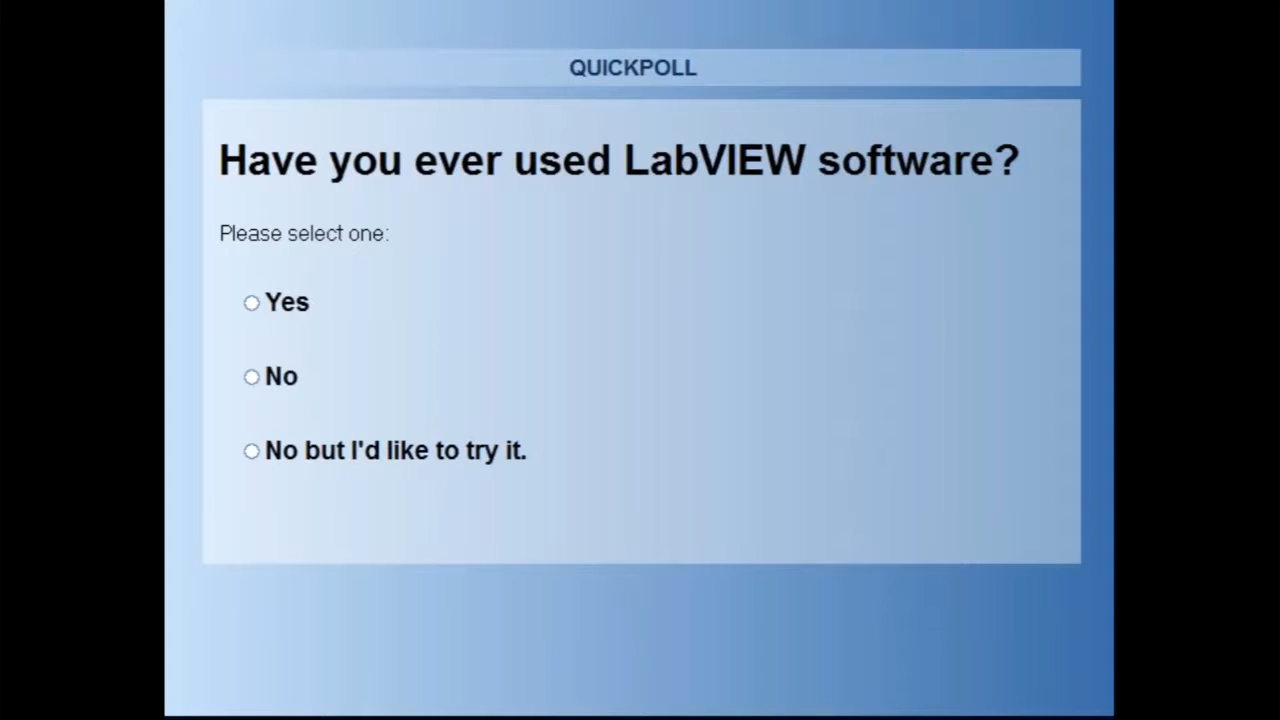 QUICKPOLL
Have you ever used LabVIEW software?
Please select one:
Yes
No
No but I'd like to try it.